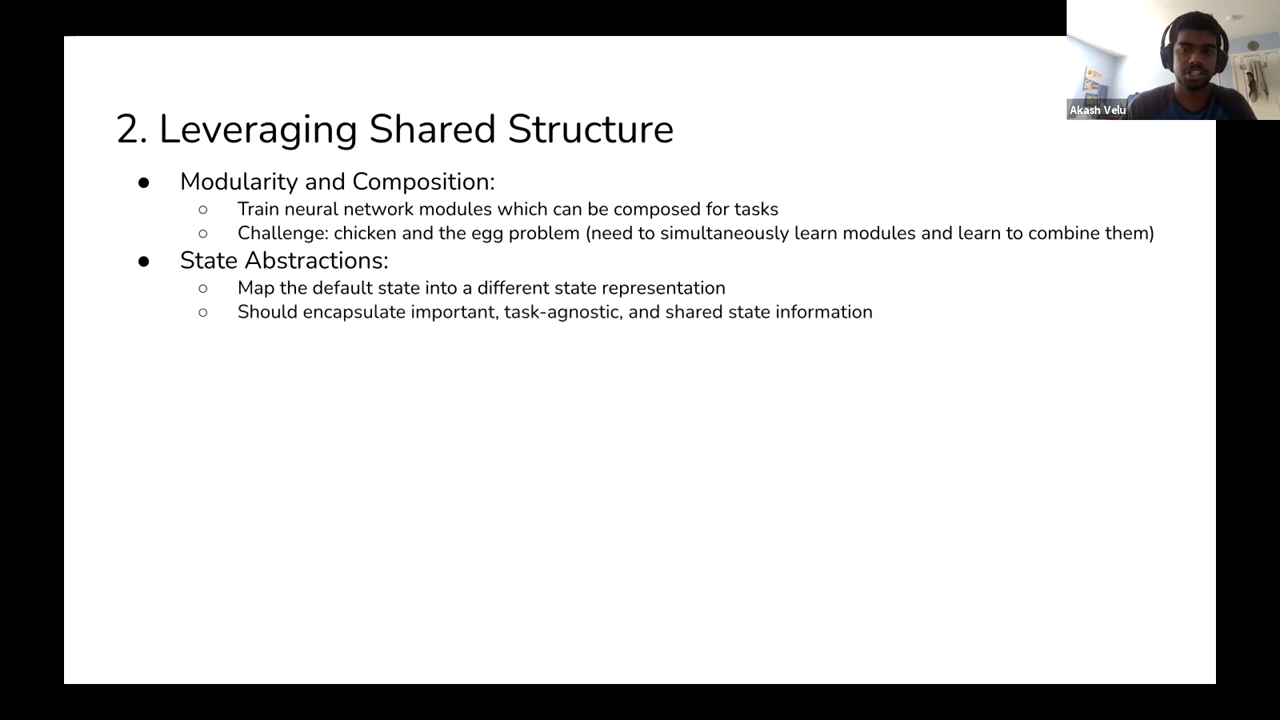 2. Leveraging Shared Structure
● Modularity and Composition:
○ Train neural network modules which can be composed for tasks
○ Challenge: chicken and the egg problem (need to simultaneously learn modules and learn to combine them)
● State Abstractions:
○ Map the default state into a different state representation
○ Should encapsulate important, task-agnostic, and shared state information
Akash Velu